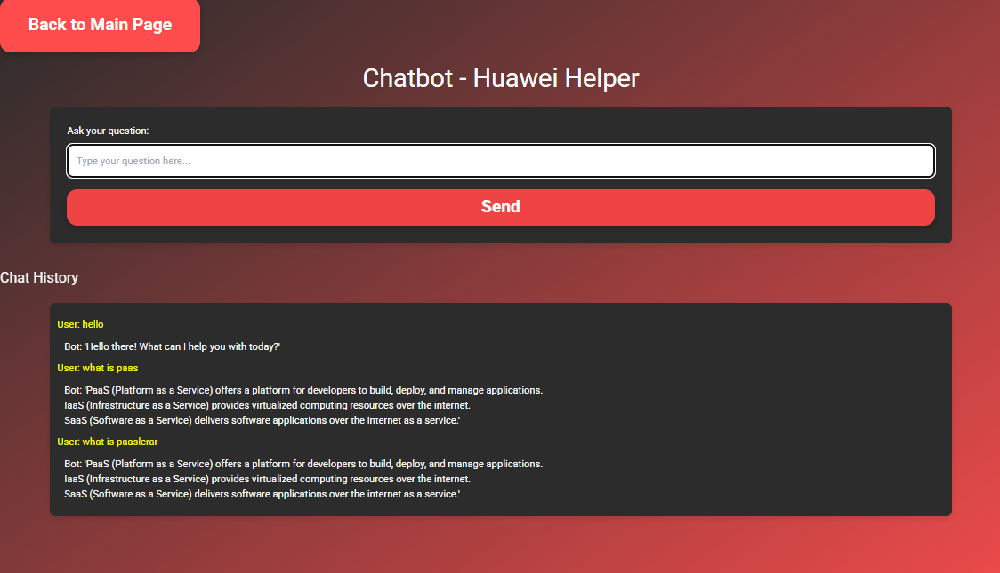 Back to Main Page
Chatbot - Huawei Helper
Ask your question:
Type your question here...
Send
Chat History
User: hello
Bot: 'Hello there! What can I help you with today?'
User: what is paas
Bot: 'PaaS (Platform as a Service) offers a platform for developers to build, deploy, and manage applications.
IaaS (Infrastructure as a Service) provides virtualized computing resources over the internet.
SaaS (Software as a Service) delivers software applications over the internet as a service.'
User: what is paaslerar
Bot: 'PaaS (Platform as a Service) offers a platform for developers to build, deploy, and manage applications.
IaaS (Infrastructure as a Service) provides virtualized computing resources over the internet.
SaaS (Software as a Service) delivers software applications over the internet as a service.'